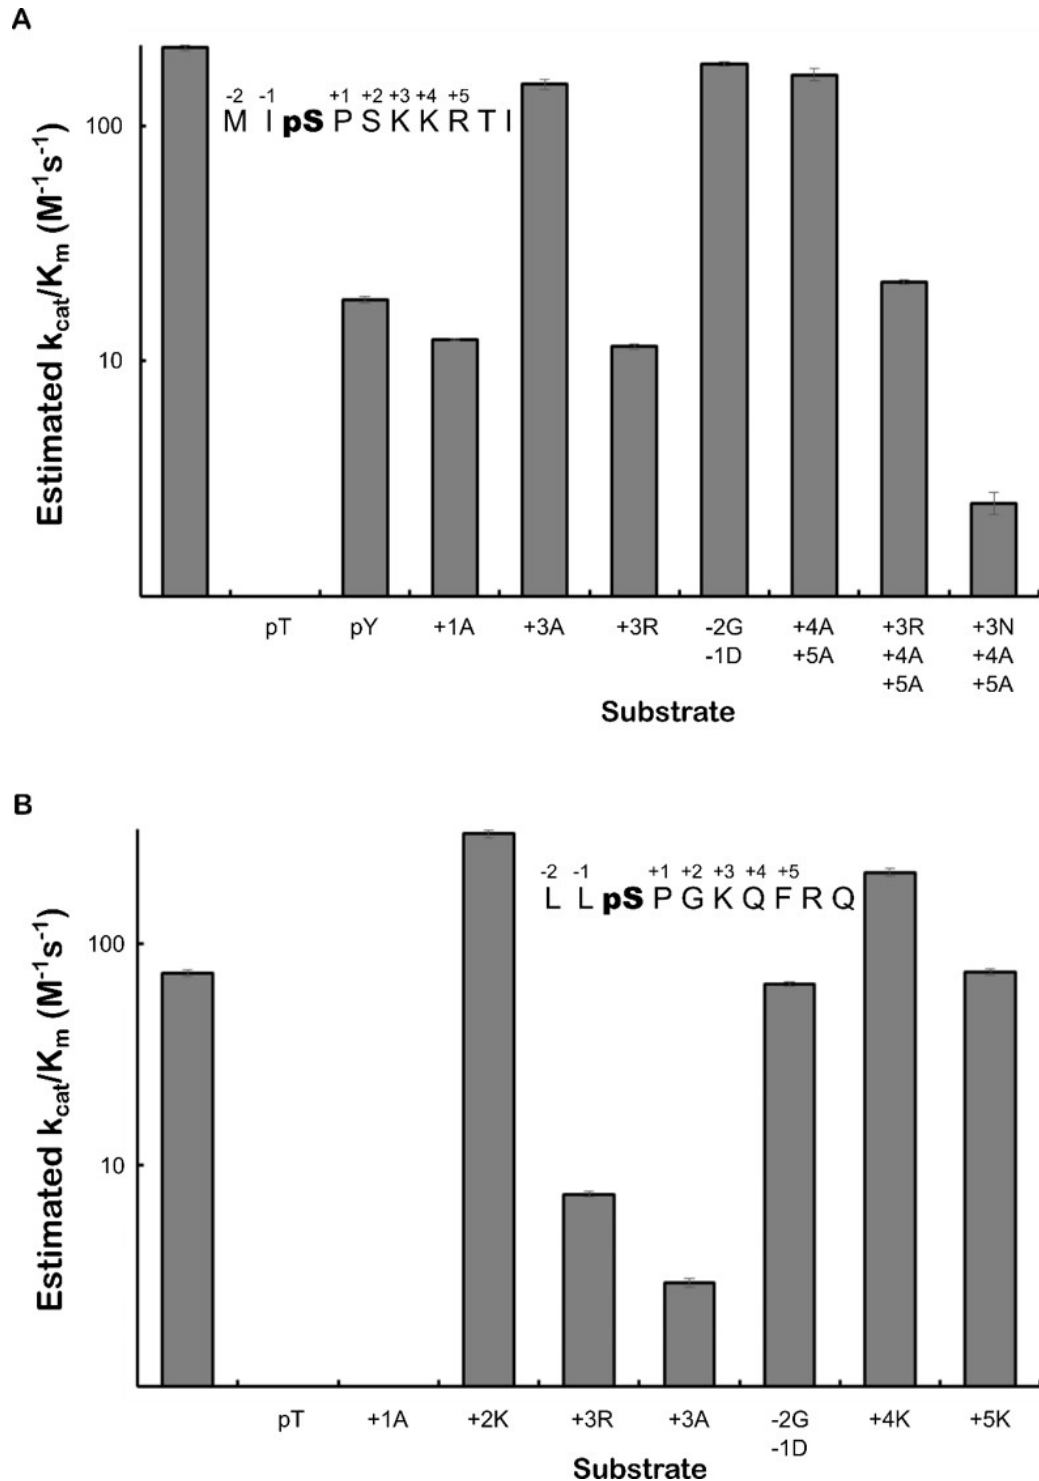 A
Estimated kcat/Km (M-1s-1)
100
10
-2 -1 +1 +2 +3 +4 +5
M I pS P S K K R T I
pT pY +1A +3A +3R -2G +4A +3R +3N
-1D +5A +4A +4A
+5A +5A
Substrate
B
Estimated kcat/Km (M-1s-1)
100
10
-2 -1 +1 +2 +3 +4 +5
L L pS P G K Q F R Q
pT +1A +2K +3R +3A -2G +4K +5K
-1D
Substrate